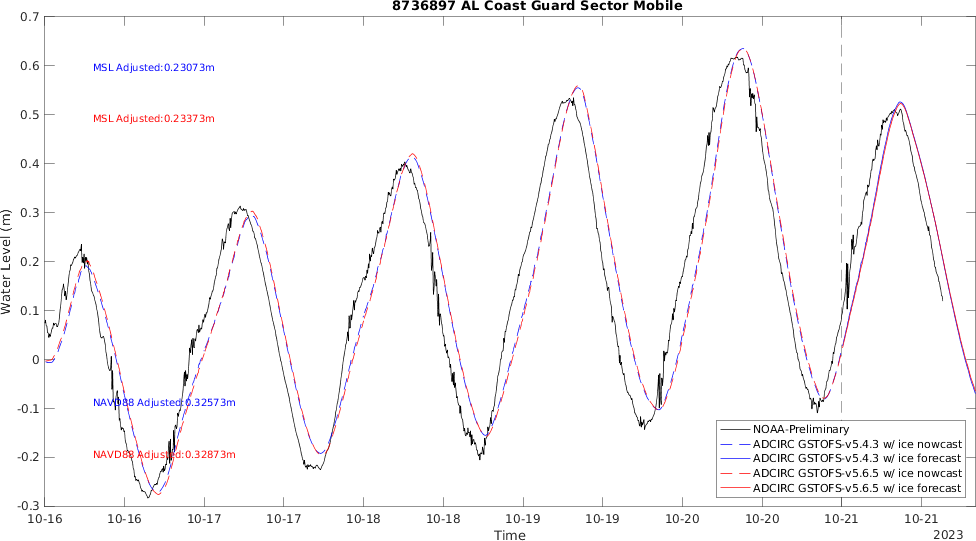 8736897 AL Coast Guard Sector Mobile
0.7
0.6
0.5
0.4
0.3
0.2
0.1
0
-0.1
-0.2
-0.3
Water Level (m)
MSL Adjusted:0.23073m
MSL Adjusted:0.23373m
NAVD88 Adjusted:0.32573m
NAVD88 Adjusted:0.32873m
NOAA-Preliminary
ADCIRC GSTOFS-v5.4.3 w/ ice nowcast
ADCIRC GSTOFS-v5.4.3 w/ ice forecast
ADCIRC GSTOFS-v5.6.5 w/ ice nowcast
ADCIRC GSTOFS-v5.6.5 w/ ice forecast
10-16 10-16 10-17 10-17 10-18 10-18 10-19 10-19 10-20 10-20 10-21 10-21
Time
2023